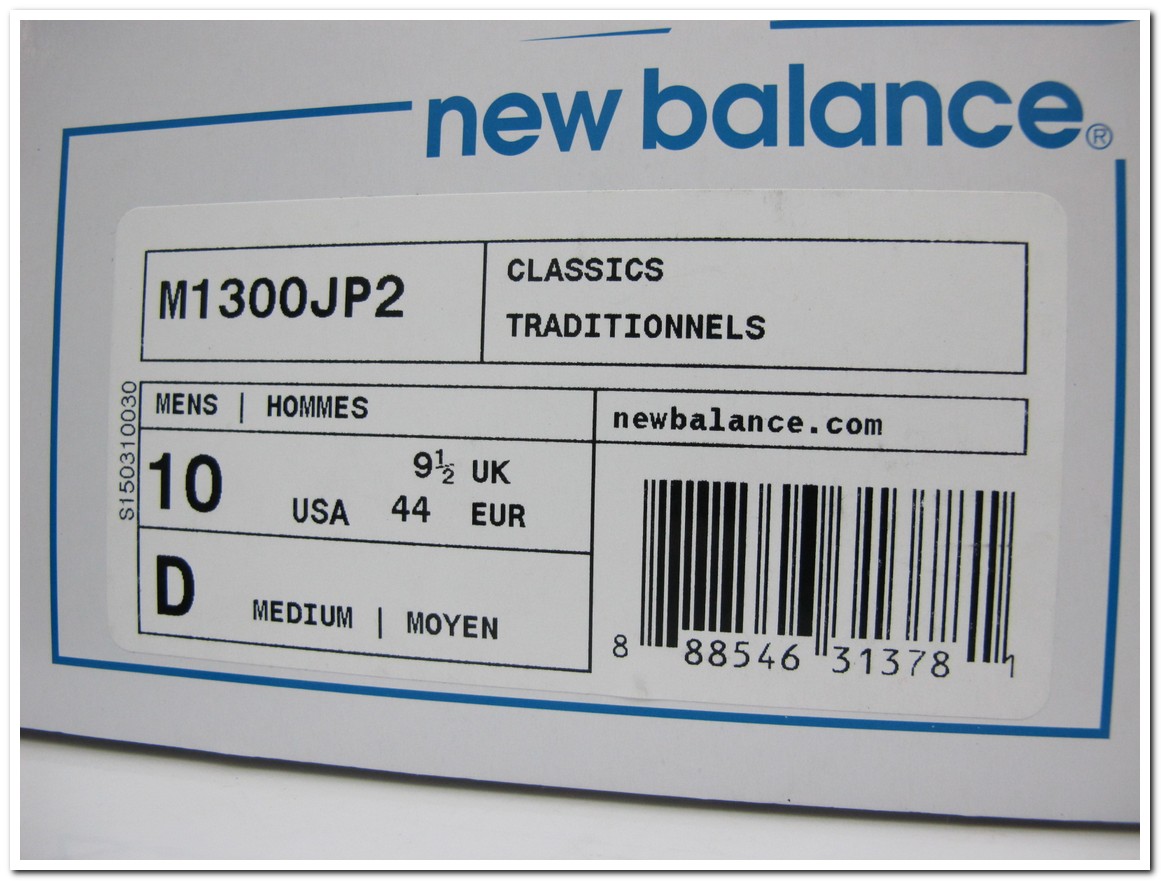 new balance®
M1300JP2
CLASSICS
TRADITIONNELS
S150310030
MENS | HOMMES
newbalance.com
10 USA
9½ UK
44 EUR
D MEDIUM | MOYEN
8 88546 31378 1